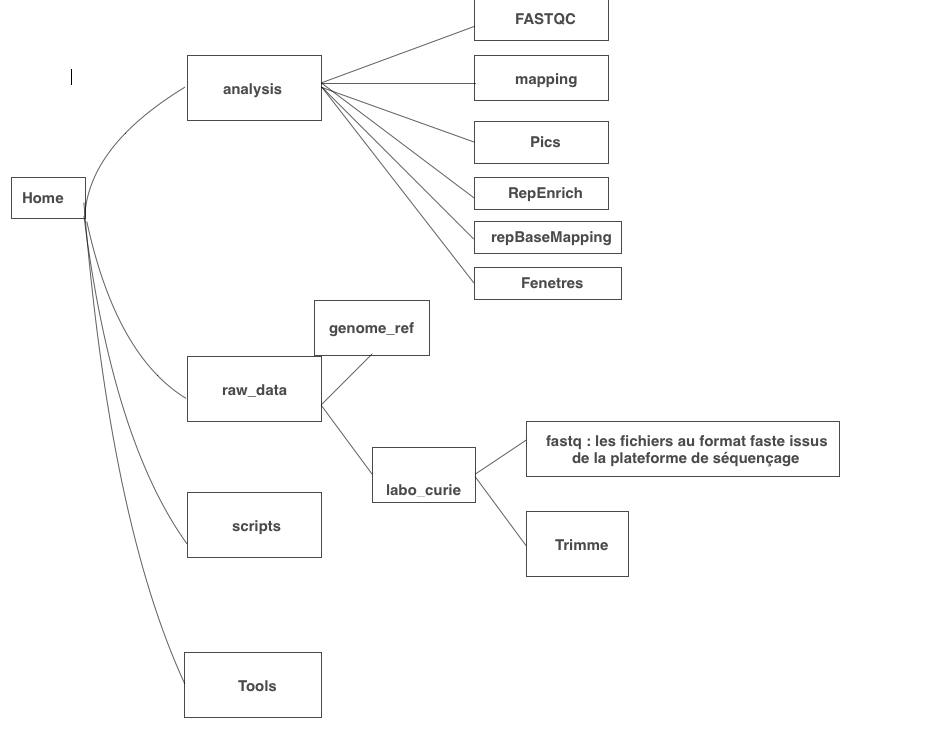 FASTQC
analysis
mapping
Pics
Home
RepEnrich
repBaseMapping
Fenetres
genome_ref
raw_data
fastq : les fichiers au format faste issus
de la plateforme de séquençage
labo_curie
scripts
Trimme
Tools